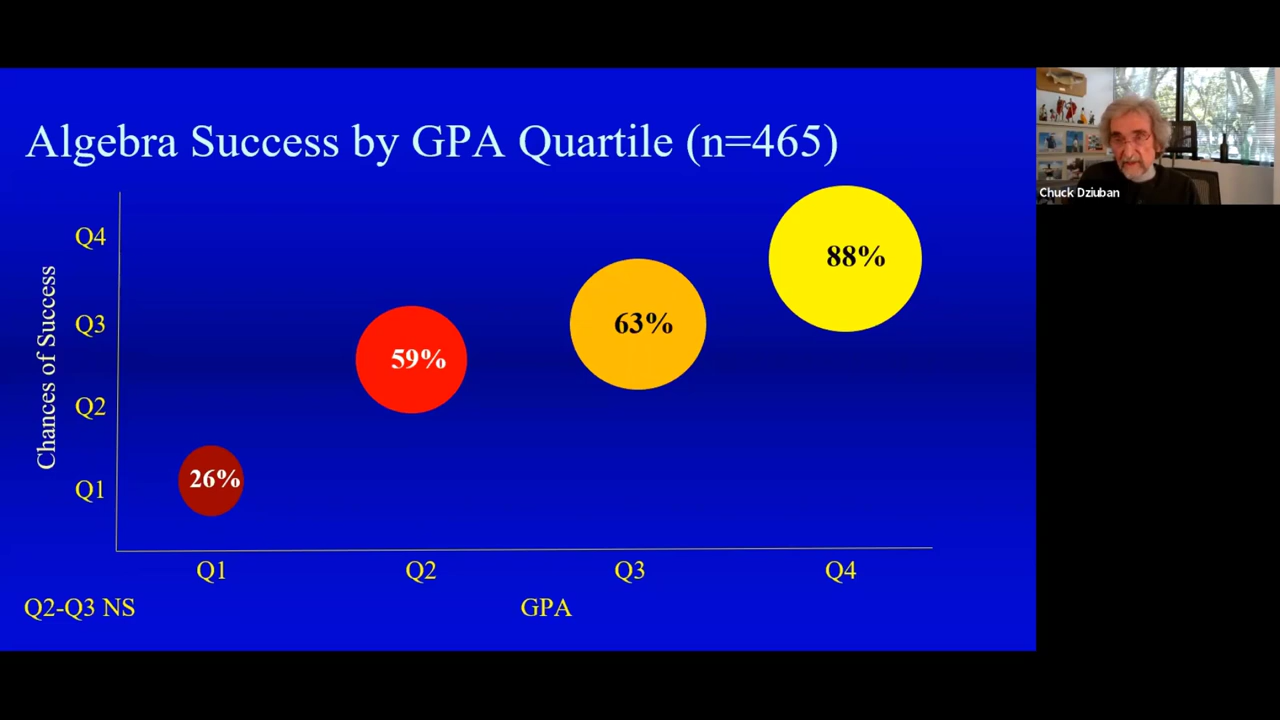 Algebra Success by GPA Quartile (n=465)
Chuck Dziuban
Chances of Success
Q4
Q3
Q2
Q1
88%
63%
59%
26%
Q1 Q2 Q3 Q4
Q2-Q3 NS
GPA